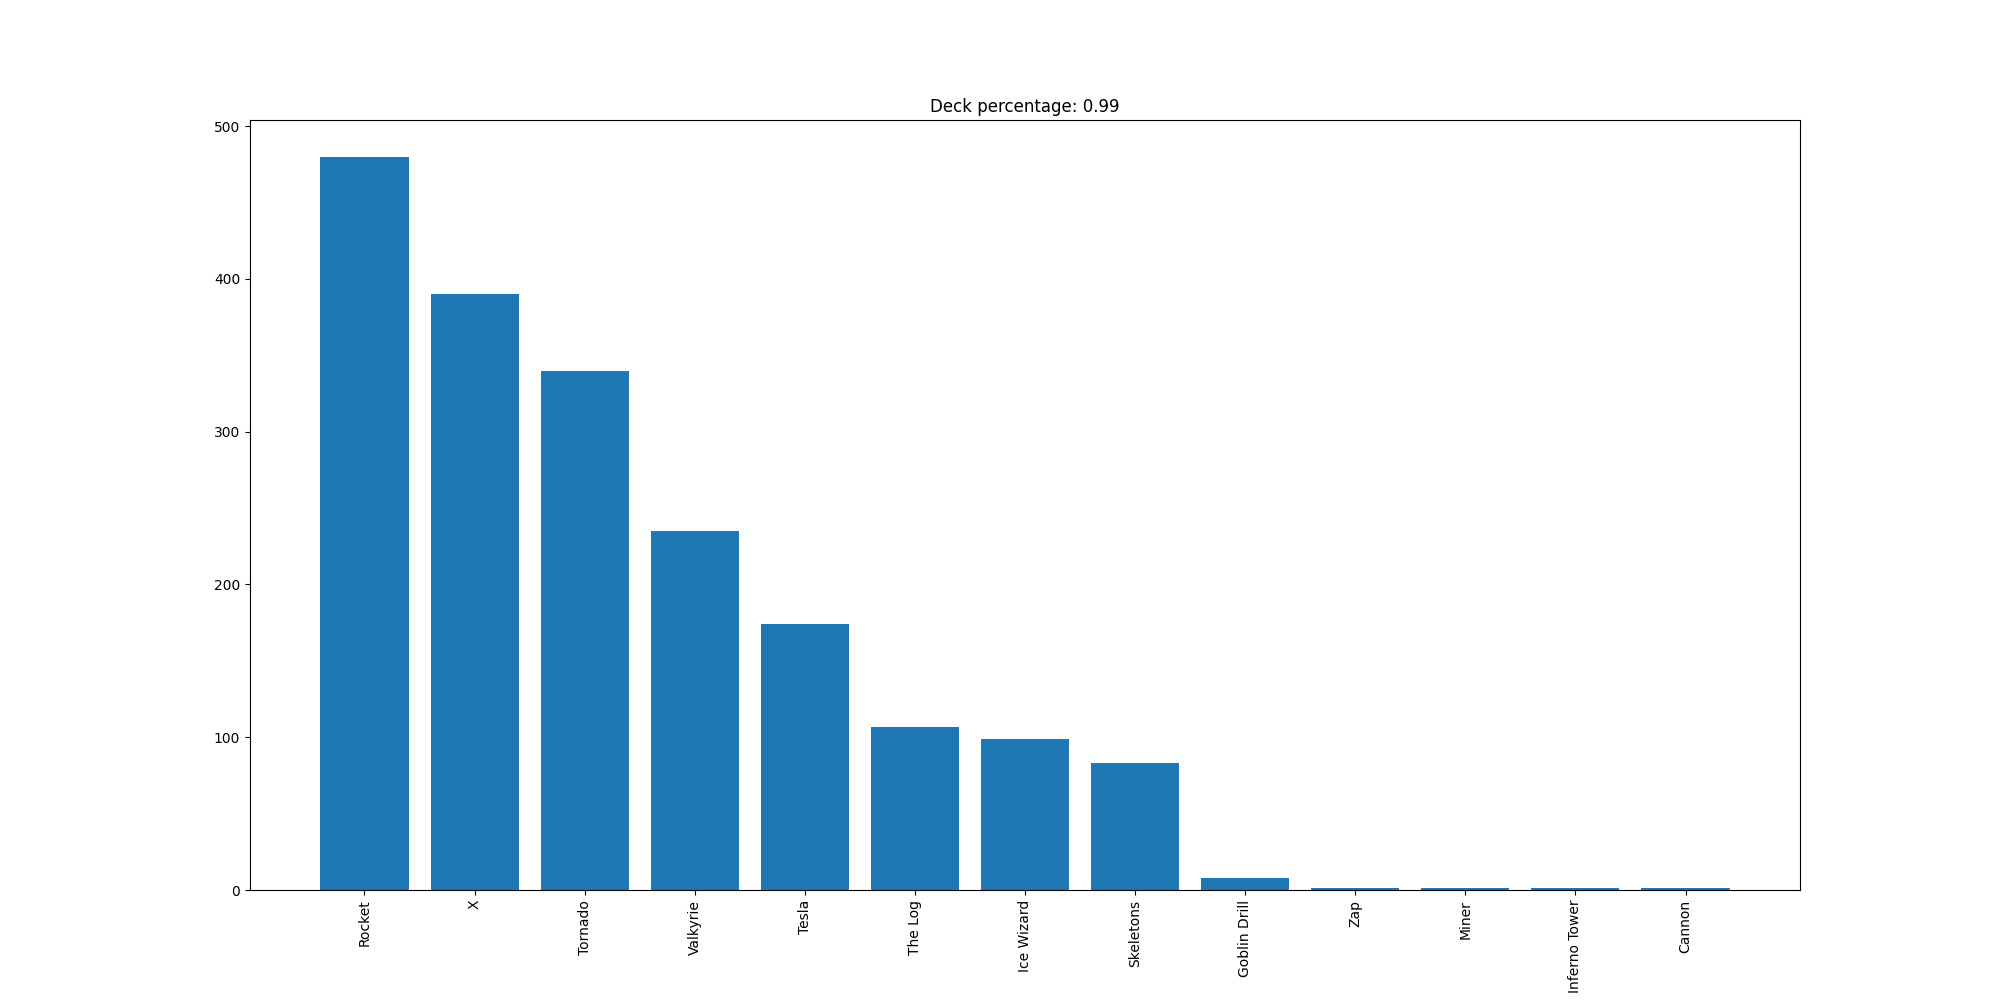 Deck percentage: 0.99
500
400
300
200
100
0
Rocket
X
Tornado
Valkyrie
Tesla
The Log
Ice Wizard
Skeletons
Goblin Drill
Zap
Miner
Inferno Tower
Cannon